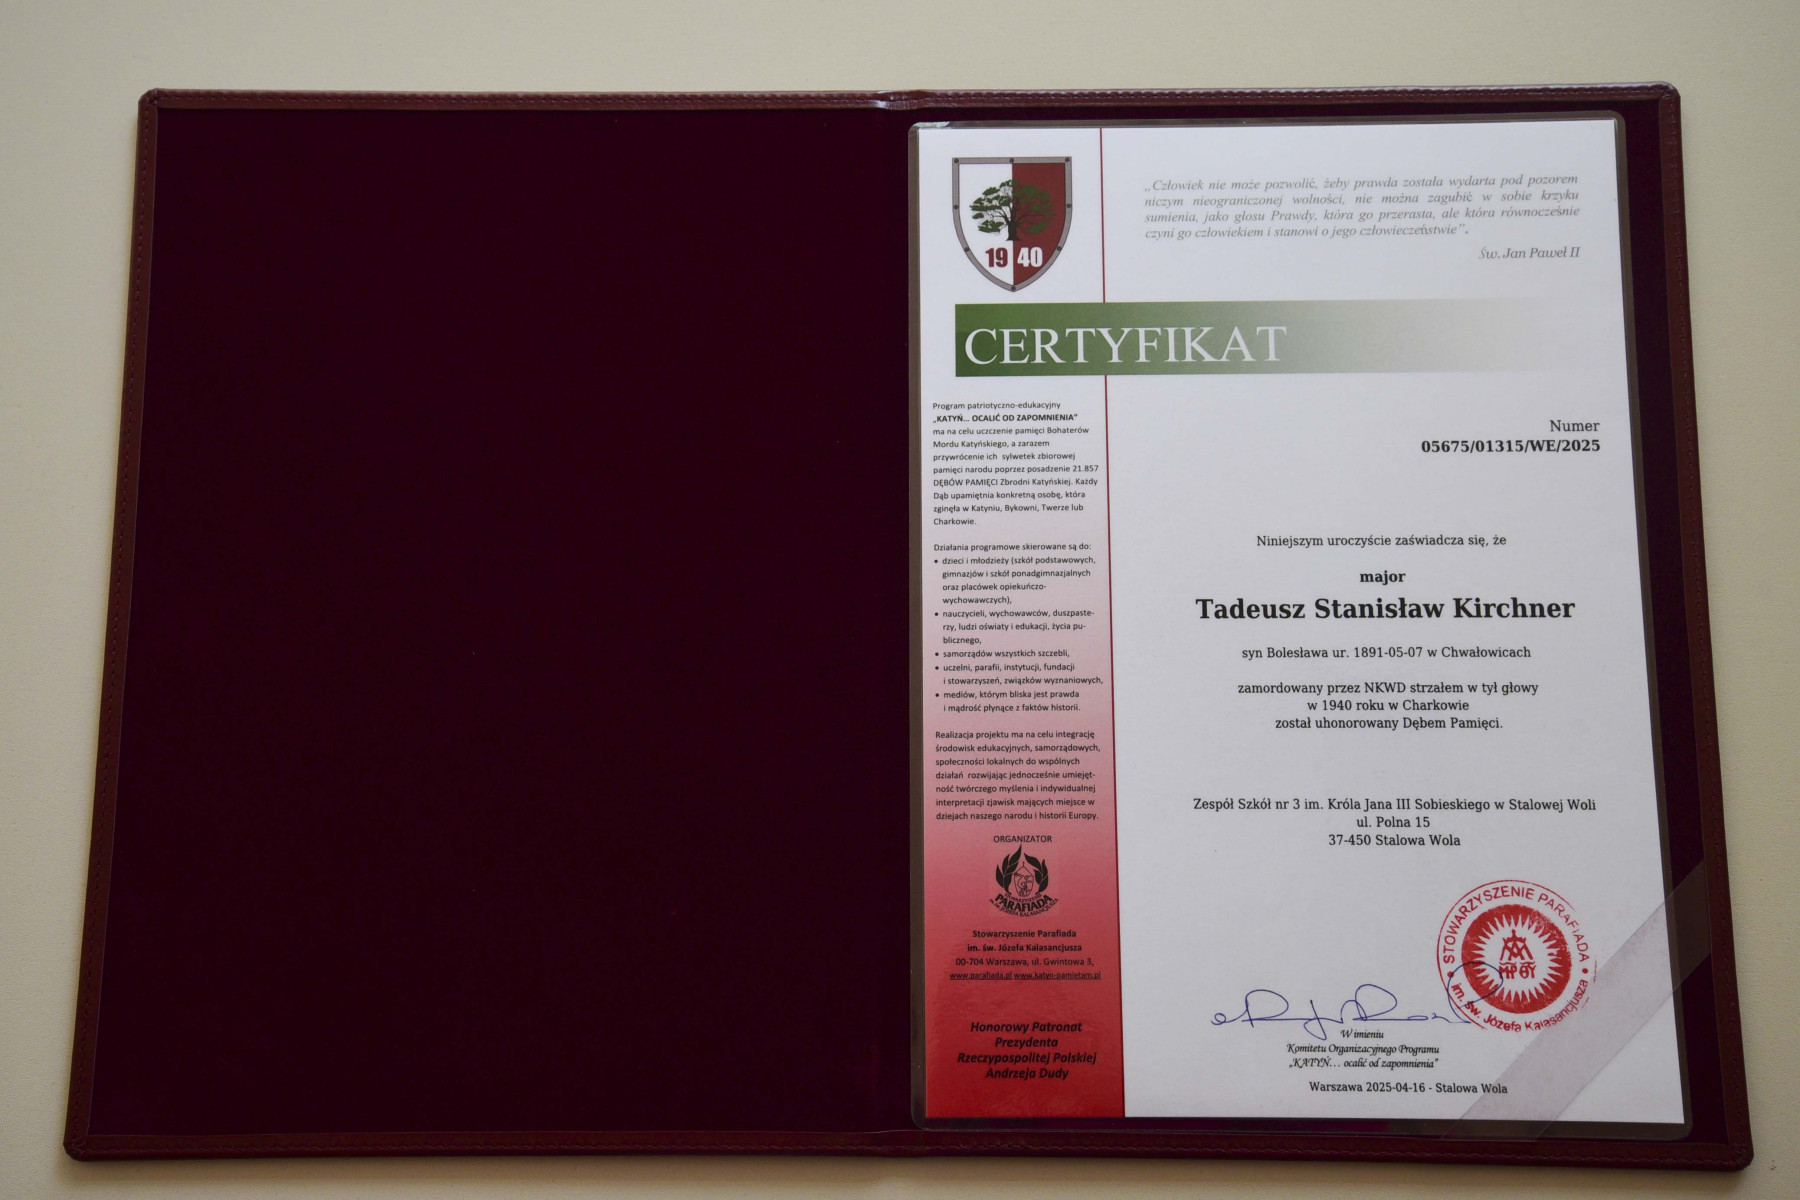 19 40
„Człowiek nie może pozwolić, żeby prawda została wydarta pod pozorem
niczym nieograniczonej wolności, nie można zagubić w sobie krzyku
sumienia, jako głosu Prawdy, która go przerasta, ale która równocześnie
czyni go człowiekiem i stanowi o jego człowieczeństwie”.
Św. Jan Paweł II
CERTYFIKAT
Program patriotyczno-edukacyjny
„KATYŃ... OCALIĆ OD ZAPOMNIENIA”
ma na celu uczczenie pamięci Bohaterów
Mordu Katyńskiego, a zarazem
przywrócenie ich sylwetek zbiorowej
pamięci narodu poprzez posadzenie 21.857
DĘBÓW PAMIĘCI Zbrodni Katyńskiej. Każdy
Dąb upamiętnia konkretną osobę, która
zginęła w Katyniu, Bykowni, Twerze lub
Charkowie.
Działania programowe skierowane są do:
• dzieci i młodzieży (szkół podstawowych,
gimnazjów i szkół ponadgimnazjalnych
oraz placówek opiekuńczo-
wychowawczych),
• nauczycieli, wychowawców, duszpaste-
rzy, ludzi oświaty i edukacji, życia pu-
blicznego,
• samorządów wszystkich szczebli,
• uczelni, parafii, instytucji, fundacji
i stowarzyszeń, związków wyznaniowych,
• mediów, którym bliska jest prawda
i mądrość płynące z faktów historii.
Realizacja projektu ma na celu integrację
środowisk edukacyjnych, samorządowych,
społeczności lokalnych do wspólnych
działań rozwijając jednocześnie umiejęt-
ność twórczego myślenia i indywidualnej
interpretacji zjawisk mających miejsce w
dziejach naszego narodu i historii Europy.
ORGANIZATOR
STOWARZYSZENIE
PARAFIADA
IM. ŚW. JÓZEFA KALASANCJUSZA
Stowarzyszenie Parafiada
im. św. Józefa Kalasancjusza
00-704 Warszawa, ul. Gwintowa 3,
www.parafiada.pl www.katyn-pamietam.pl
Honorowy Patronat
Prezydenta
Rzeczypospolitej Polskiej
Andrzeja Dudy
Numer
05675/01315/WE/2025
Niniejszym uroczyście zaświadcza się, że
major
Tadeusz Stanisław Kirchner
syn Bolesława ur. 1891-05-07 w Chwałowicach
zamordowany przez NKWD strzałem w tył głowy
w 1940 roku w Charkowie
został uhonorowany Dębem Pamięci.
Zespół Szkół nr 3 im. Króla Jana III Sobieskiego w Stalowej Woli
ul. Polna 15
37-450 Stalowa Wola
• STOWARZYSZENIE PARAFIADA •
im. św. Józefa Kalasancjusza
W imieniu
Komitetu Organizacyjnego Programu
„KATYŃ... ocalić od zapomnienia”
Warszawa 2025-04-16 - Stalowa Wola